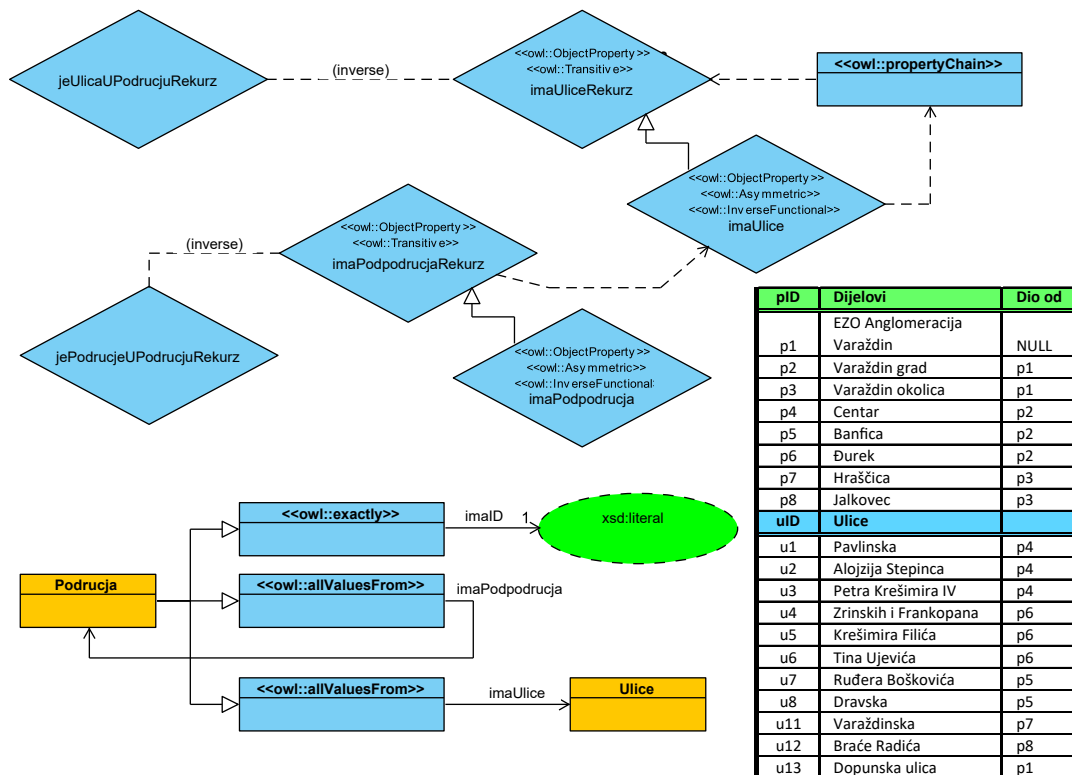 <<owl::ObjectProperty>>
<<owl::Transitive>>
imaUliceRekurz
jeUlicaUPodrucjuRekurz
(inverse)
<<owl::propertyChain>>
<<owl::ObjectProperty>>
<<owl::Asymmetric>>
<<owl::InverseFunctional>>
imaUlice
<<owl::ObjectProperty>>
<<owl::Transitive>>
imaPodpodrucjaRekurz
(inverse)
jePodrucjeUPodrucjuRekurz
<<owl::ObjectProperty>>
<<owl::Asymmetric>>
<<owl::InverseFunctional>
imaPodpodrucja
<<owl::exactly>>
imaID 1
xsd:literal
Podrucja
<<owl::allValuesFrom>>
imaPodpodrucja
<<owl::allValuesFrom>>
imaUlice
Ulice
pID Dijelovi Dio od
EZO Anglomeracija
p1 Varaždin NULL
p2 Varaždin grad p1
p3 Varaždin okolica p1
p4 Centar p2
p5 Banfica p2
p6 Đurek p2
p7 Hraščica p3
p8 Jalkovec p3
uID Ulice
u1 Pavlinska p4
u2 Alojzija Stepinca p4
u3 Petra Krešimira IV p4
u4 Zrinskih i Frankopana p6
u5 Krešimira Filića p6
u6 Tina Ujevića p6
u7 Ruđera Boškovića p5
u8 Dravska p5
u11 Varaždinska p7
u12 Braće Radića p8
u13 Dopunska ulica p1